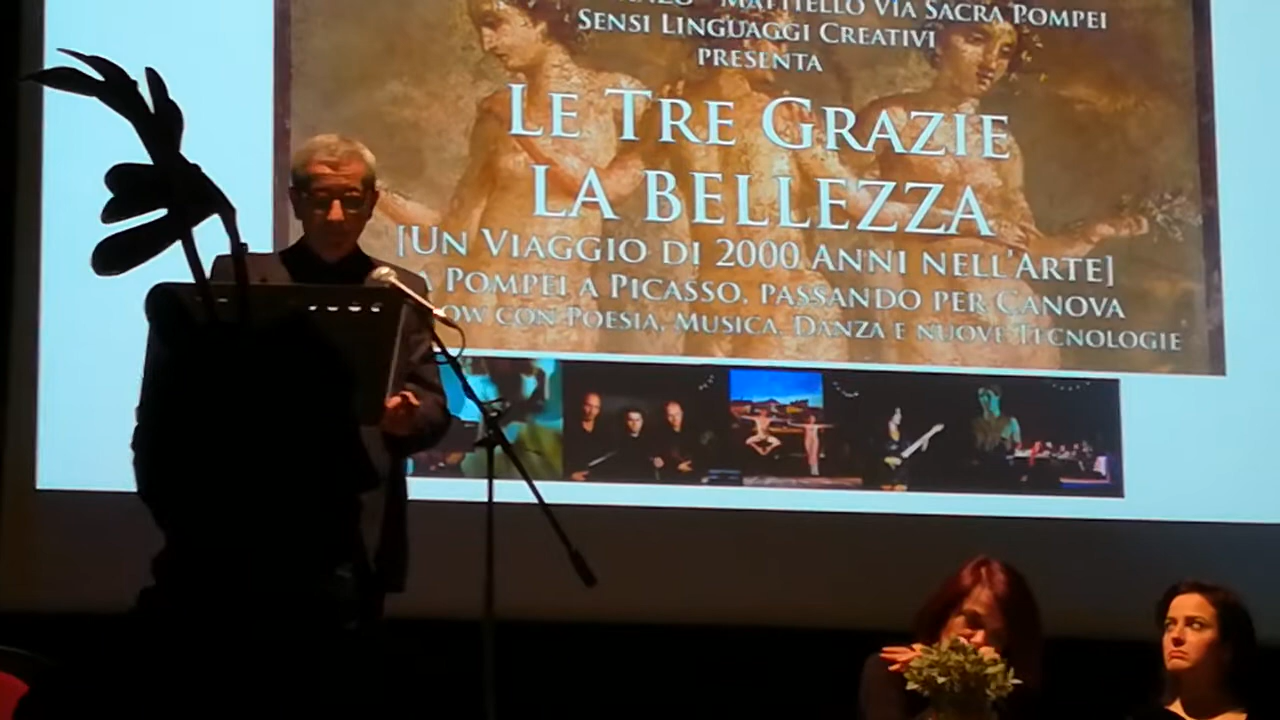 MATTIELLO VIA SACRA POMPEI
SENSI LINGUAGGI CREATIVI
PRESENTA
LE TRE GRAZIE
LA BELLEZZA
[UN VIAGGIO DI 2000 ANNI NELL'ARTE]
A POMPEI A PICASSO, PASSANDO PER CANOVA
OW CON POESIA, MUSICA, DANZA E NUOVE TECNOLOGIE